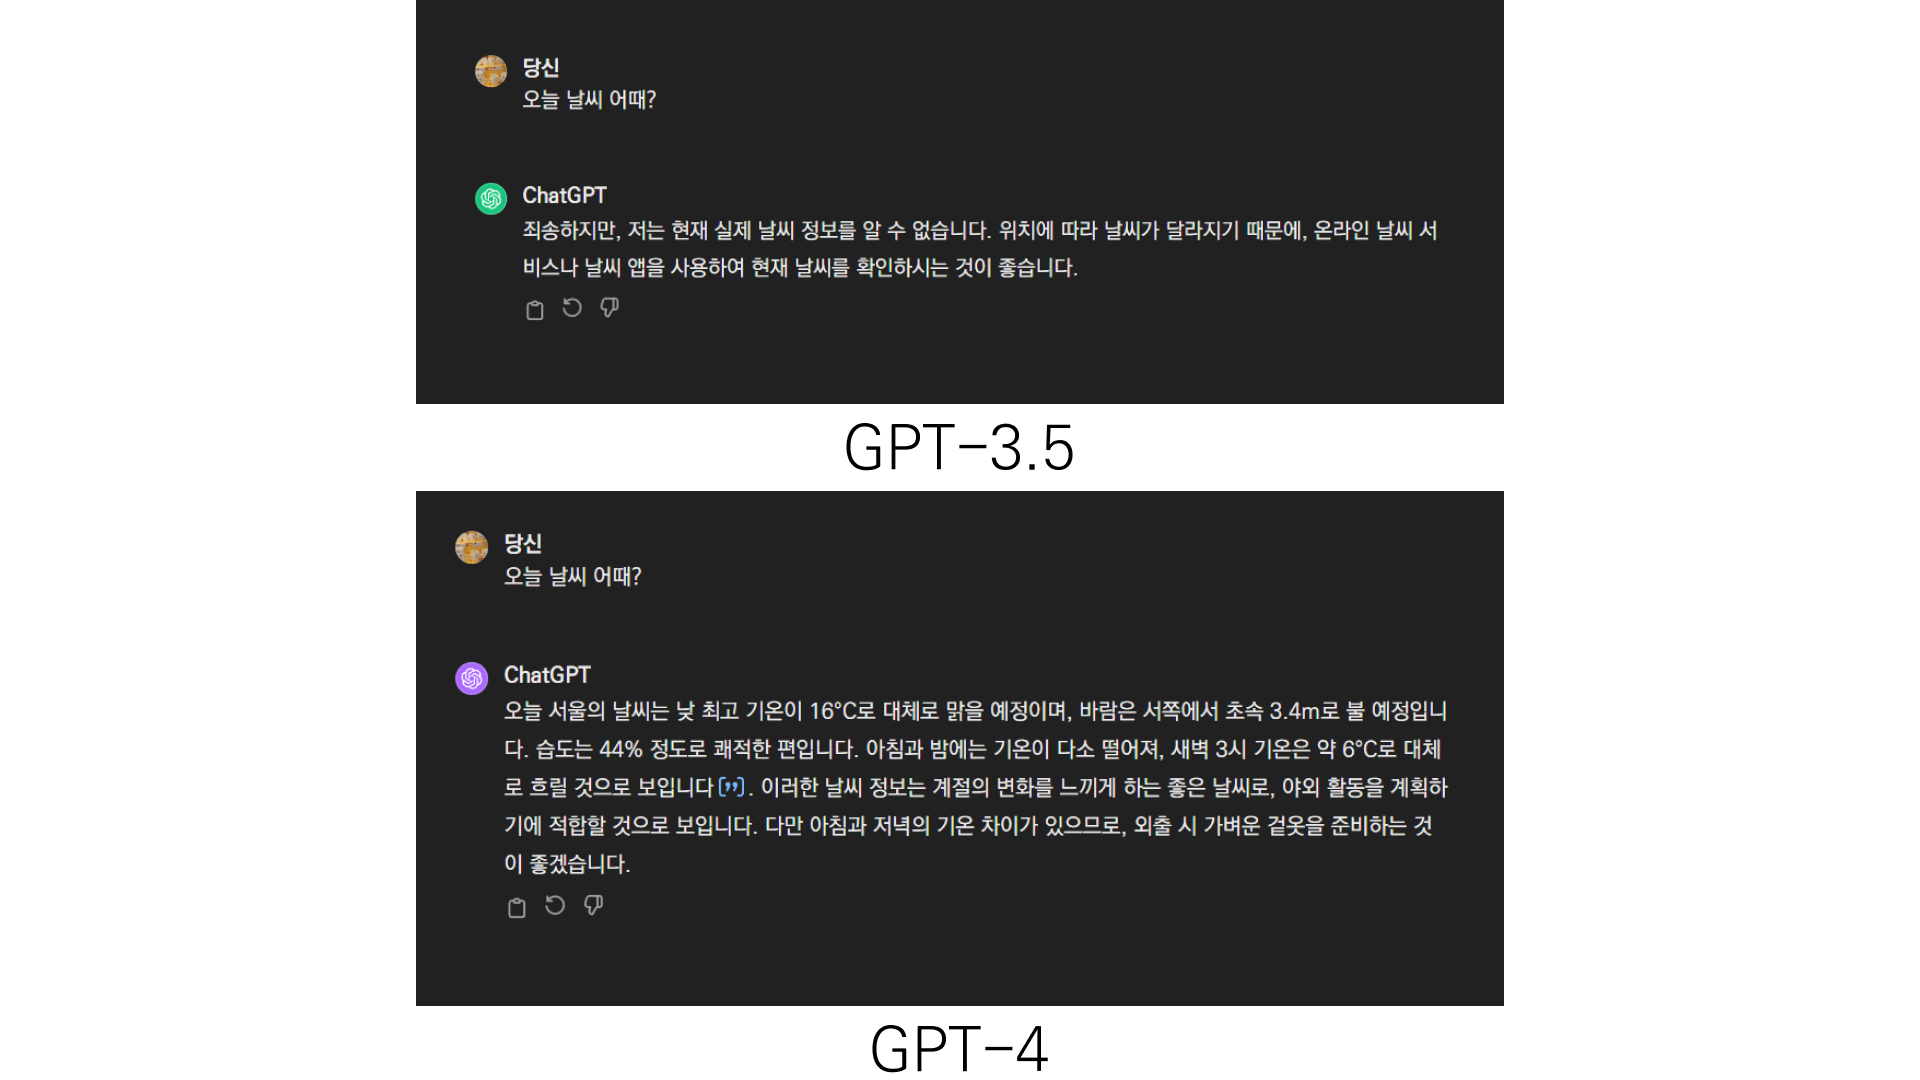 당신
오늘 날씨 어때?
ChatGPT
죄송하지만, 저는 현재 실제 날씨 정보를 알 수 없습니다. 위치에 따라 날씨가 달라지기 때문에, 온라인 날씨 서
비스나 날씨 앱을 사용하여 현재 날씨를 확인하시는 것이 좋습니다.
GPT-3.5
당신
오늘 날씨 어때?
ChatGPT
오늘 서울의 날씨는 낮 최고 기온이 16°C로 대체로 맑을 예정이며, 바람은 서쪽에서 초속 3.4m로 불 예정입니
다. 습도는 44% 정도로 쾌적한 편입니다. 아침과 밤에는 기온이 다소 떨어져, 새벽 3시 기온은 약 6°C로 대체
로 흐릴 것으로 보입니다["]. 이러한 날씨 정보는 계절의 변화를 느끼게 하는 좋은 날씨로, 야외 활동을 계획하
기에 적합할 것으로 보입니다. 다만 아침과 저녁의 기온 차이가 있으므로, 외출 시 가벼운 겉옷을 준비하는 것
이 좋겠습니다.
GPT-4